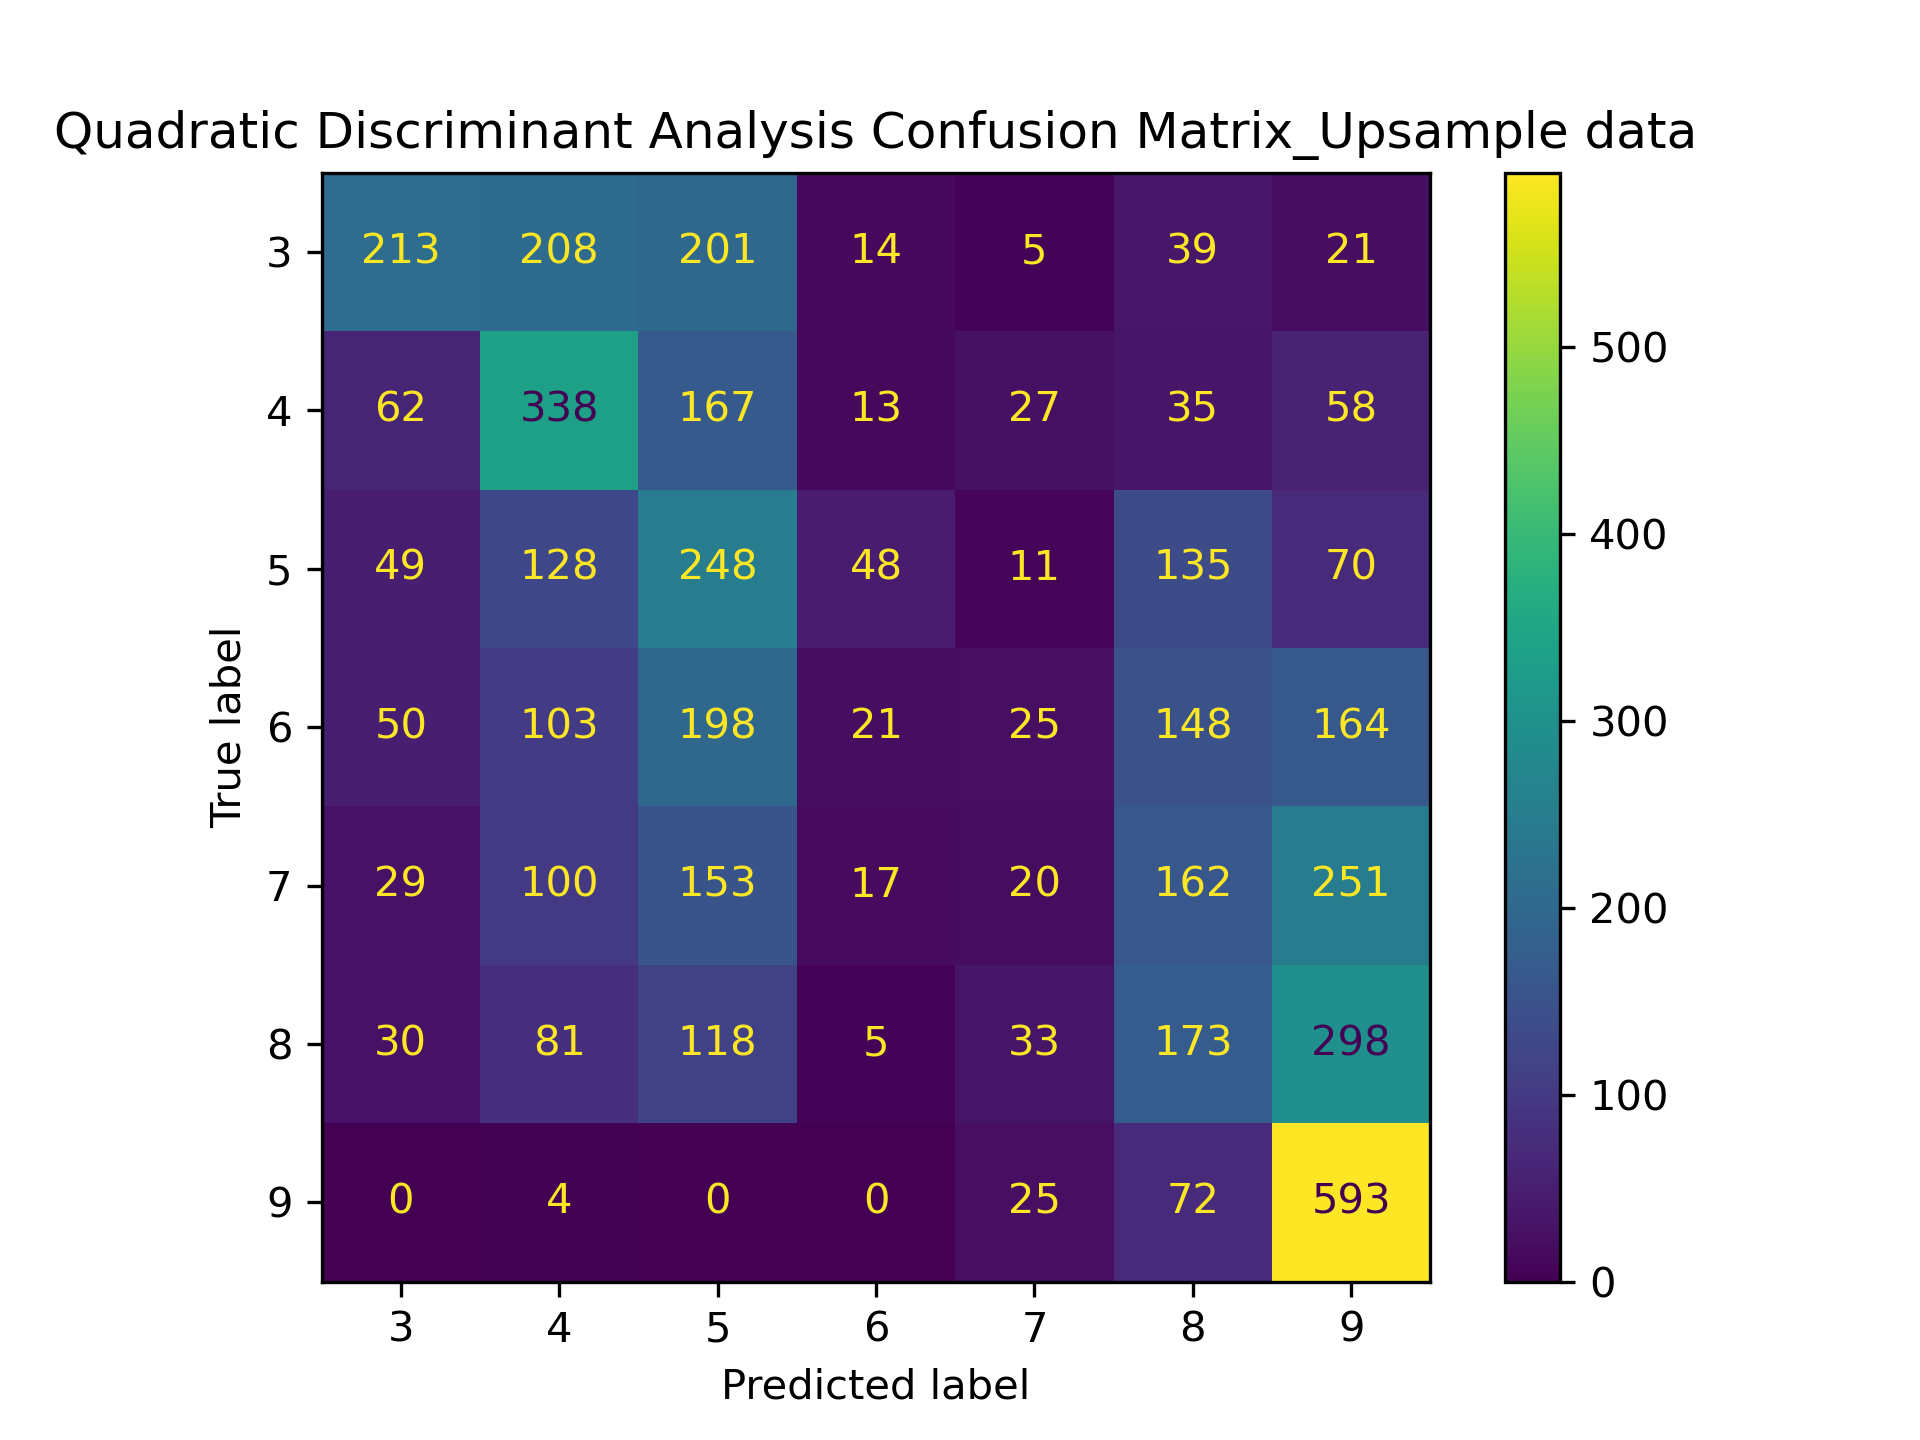 Quadratic Discriminant Analysis Confusion Matrix_Upsample data
3 213 208 201 14 5 39 21
4 62 338 167 13 27 35 58
5 49 128 248 48 11 135 70
6 50 103 198 21 25 148 164
7 29 100 153 17 20 162 251
8 30 81 118 5 33 173 298
9 0 4 0 0 25 72 593
3 4 5 6 7 8 9
Predicted label
True label
500
400
300
200
100
0